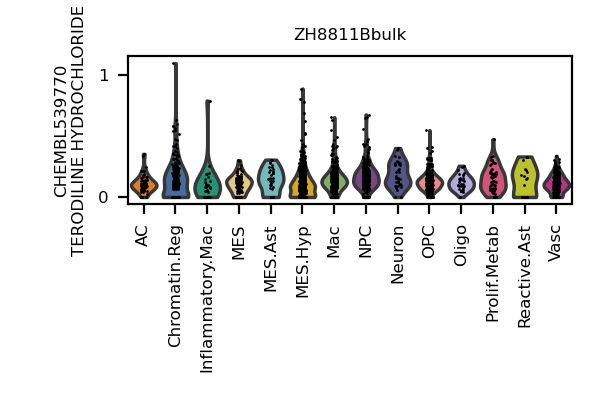 ZH8811Bbulk
CHEMBL539770
TERODILINE HYDROCHLORIDE
1
0
AC
Chromatin.Reg
Inflammatory.Mac
MES
MES.Ast
MES.Hyp
Mac
NPC
Neuron
OPC
Oligo
Prolif.Metab
Reactive.Ast
Vasc